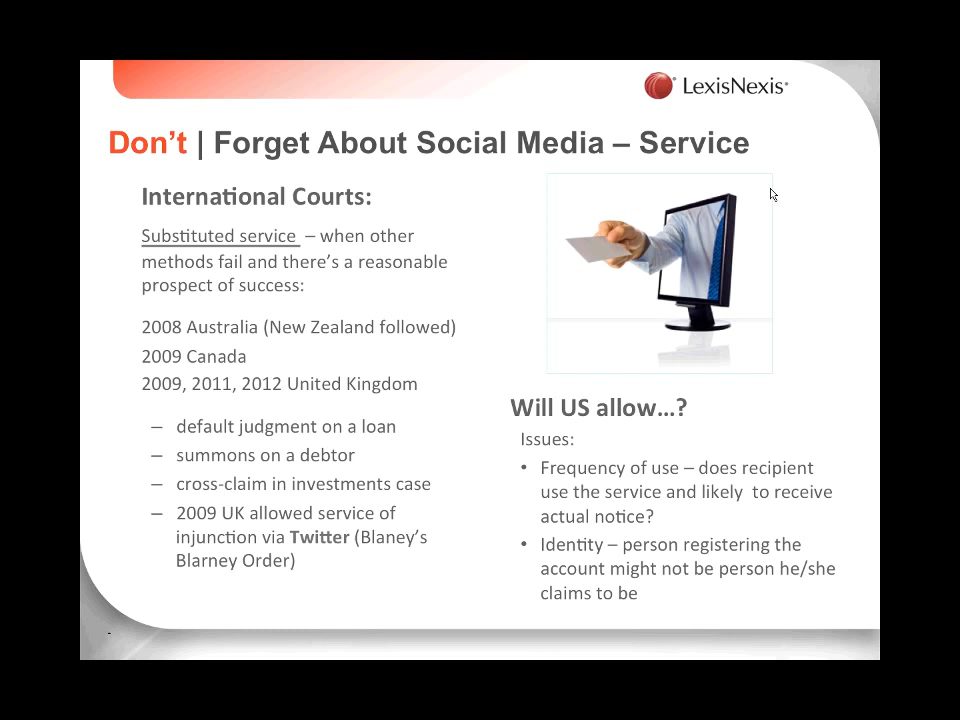 LexisNexis®
Don't | Forget About Social Media – Service
International Courts:
Substituted service – when other
methods fail and there's a reasonable
prospect of success:
2008 Australia (New Zealand followed)
2009 Canada
2009, 2011, 2012 United Kingdom
– default judgment on a loan
– summons on a debtor
– cross-claim in investments case
– 2009 UK allowed service of
injunction via Twitter (Blaney's
Blarney Order)
Will US allow…?
Issues:
• Frequency of use – does recipient
use the service and likely to receive
actual notice?
• Identity – person registering the
account might not be person he/she
claims to be
-